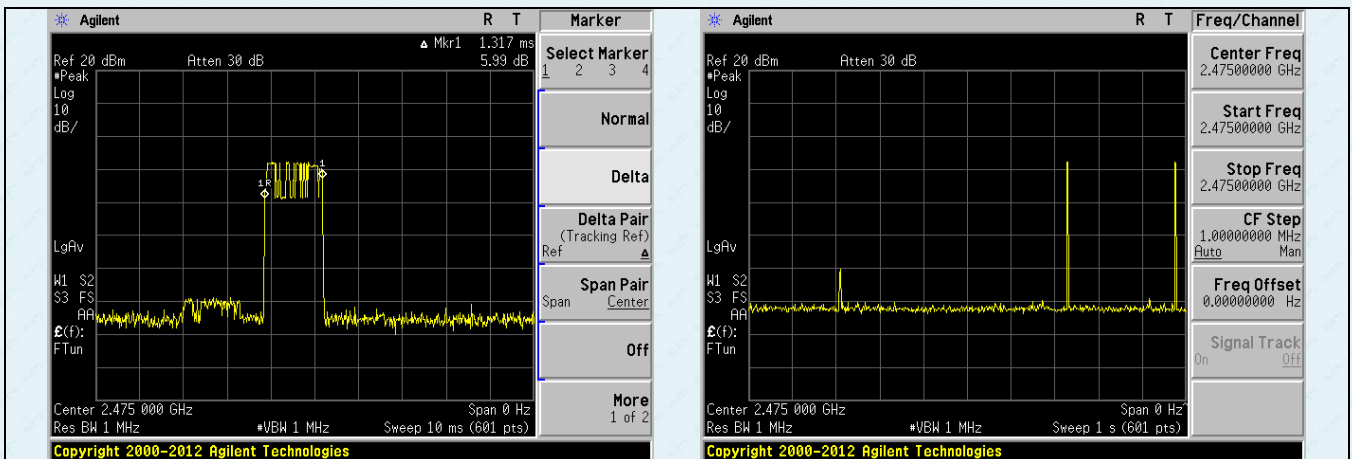 Agilent R T Marker
Δ Mkr1 1.317 ms
Ref 20 dBm Atten 30 dB 5.99 dB
#Peak
Log
10
dB/
1R
1
LgAv
W1 S2
S3 FS
AA
£(f):
FTun
Center 2.475 000 GHz Span 0 Hz
Res BW 1 MHz #VBW 1 MHz Sweep 10 ms (601 pts)
Copyright 2000-2012 Agilent Technologies
Select Marker
1 2 3 4
Normal
Delta
Delta Pair
(Tracking Ref)
Ref Δ
Span Pair
Span Center
Off
More
1 of 2
Agilent R T Freq/Channel
Ref 20 dBm Atten 30 dB
#Peak
Log
10
dB/
LgAv
W1 S2
S3 FS
AA
£(f):
FTun
Center 2.475 000 GHz Span 0 Hz^
Res BW 1 MHz #VBW 1 MHz Sweep 1 s (601 pts)
Copyright 2000-2012 Agilent Technologies
Center Freq
2.47500000 GHz
Start Freq
2.47500000 GHz
Stop Freq
2.47500000 GHz
CF Step
1.00000000 MHz
Auto Man
Freq Offset
0.00000000 Hz
Signal Track
On Off